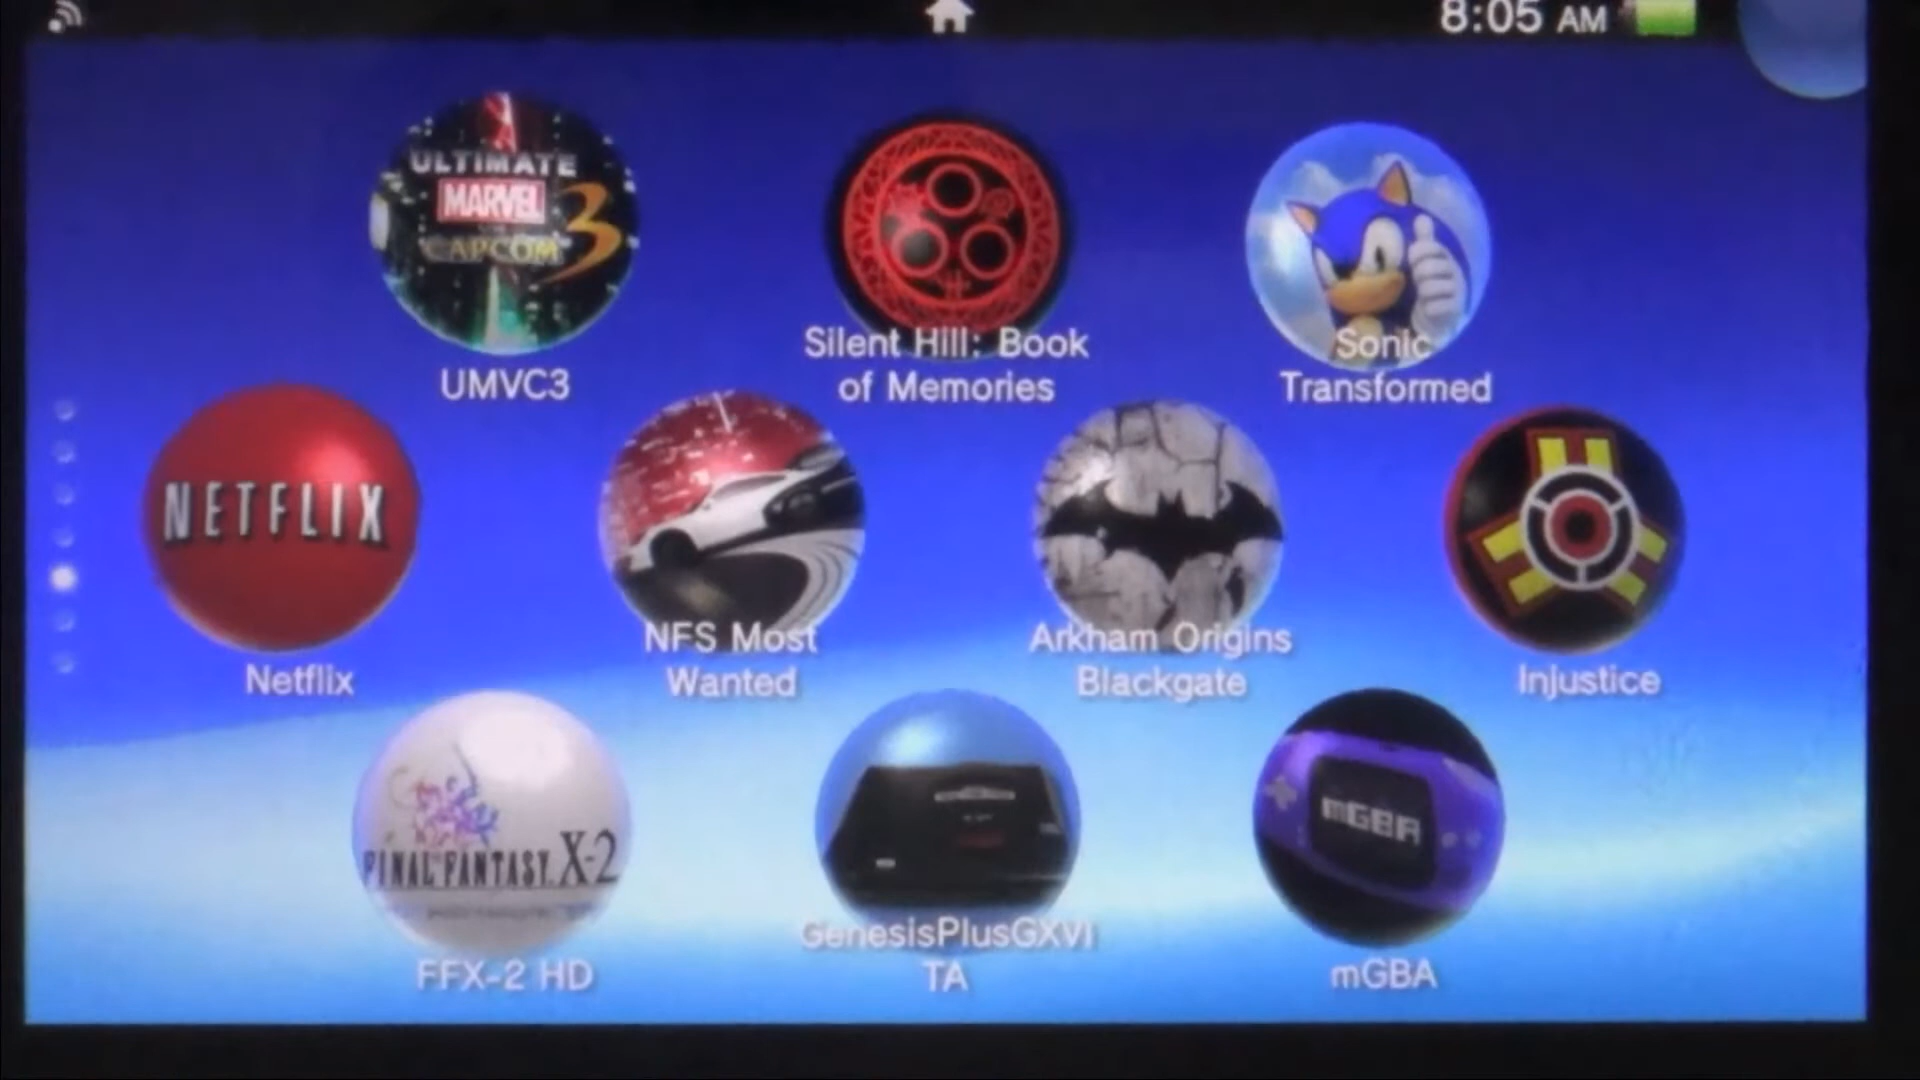 8:05 AM
ULTIMATE
MARVEL
CAPCOM 3
UMVC3
Silent Hill: Book
of Memories
Sonic
Transformed
NETFLIX
Netflix
NFS Most
Wanted
Arkham Origins
Blackgate
Injustice
FINAL FANTASY X-2
FFX-2 HD
GenesisPlusGXVI
TA
mGBA
mGBA